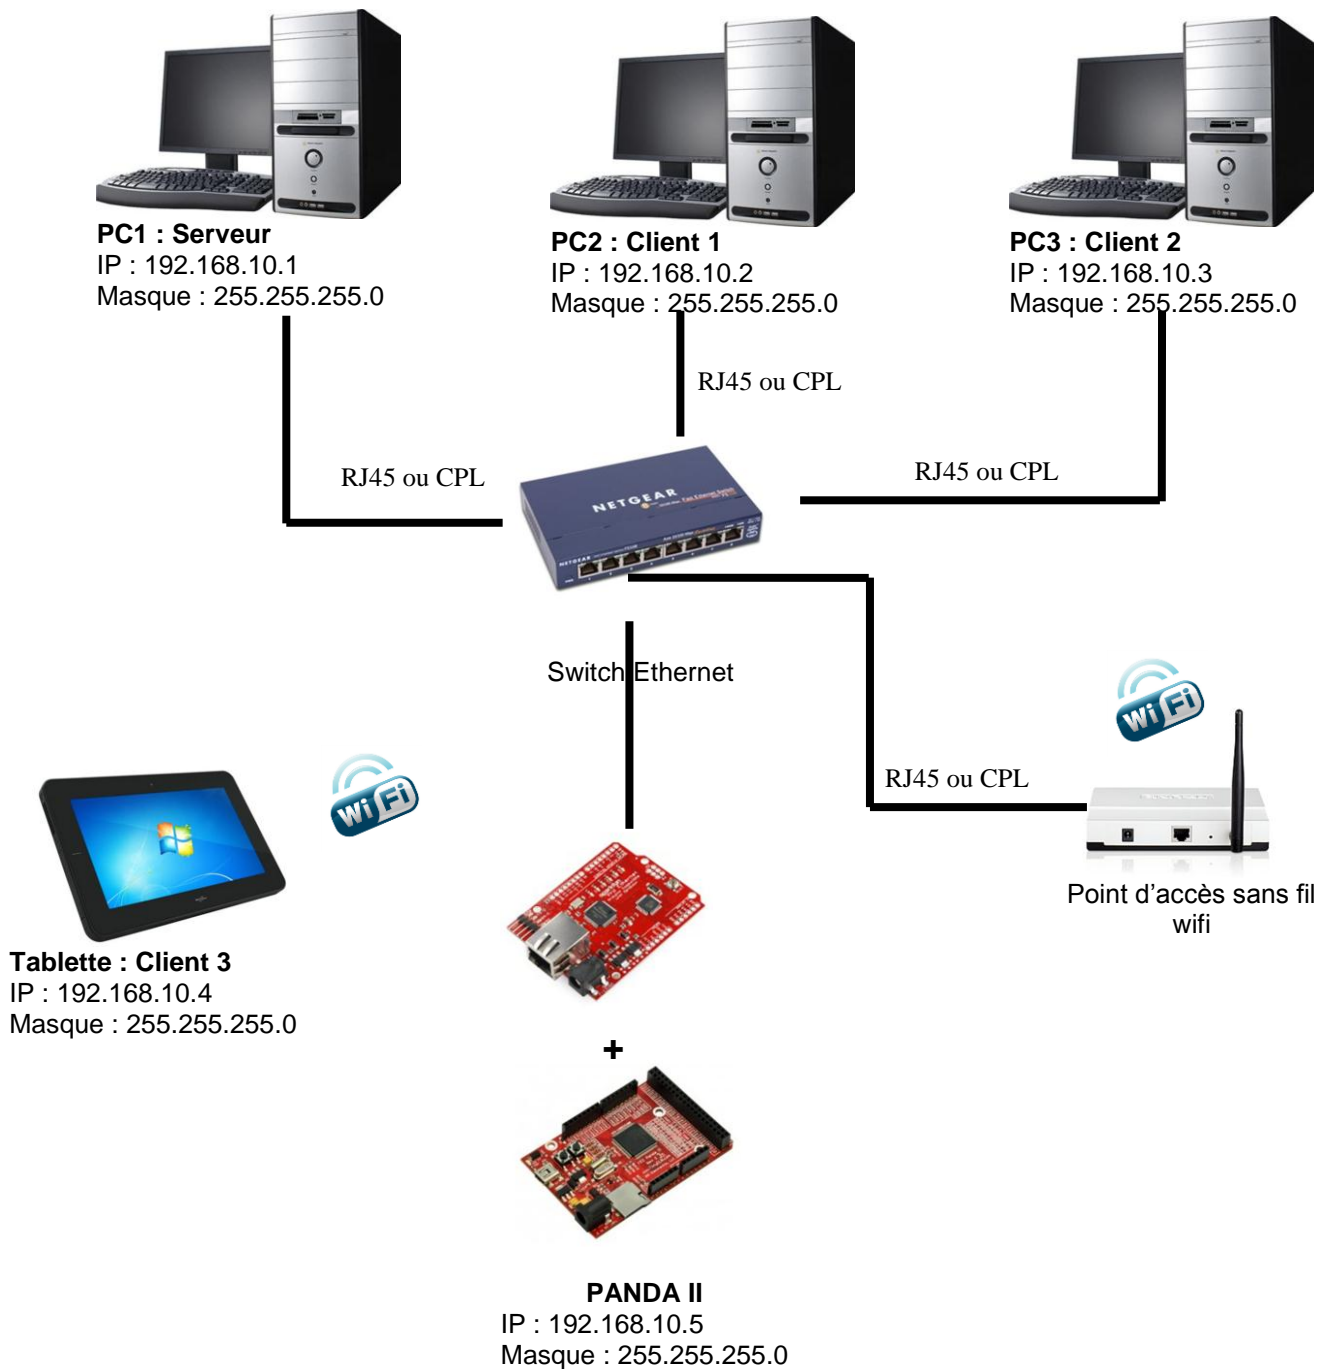 PC1 : Serveur
IP : 192.168.10.1
Masque : 255.255.255.0
PC2 : Client 1
IP : 192.168.10.2
Masque : 255.255.255.0
PC3 : Client 2
IP : 192.168.10.3
Masque : 255.255.255.0
RJ45 ou CPL
RJ45 ou CPL
RJ45 ou CPL
NETGEAR
Fast Ethernet Switch
NETGEAR
Switch Ethernet
Wi Fi
Wi Fi
RJ45 ou CPL
Point d'accès sans fil
wifi
Tablette : Client 3
IP : 192.168.10.4
Masque : 255.255.255.0
+
PANDA II
IP : 192.168.10.5
Masque : 255.255.255.0